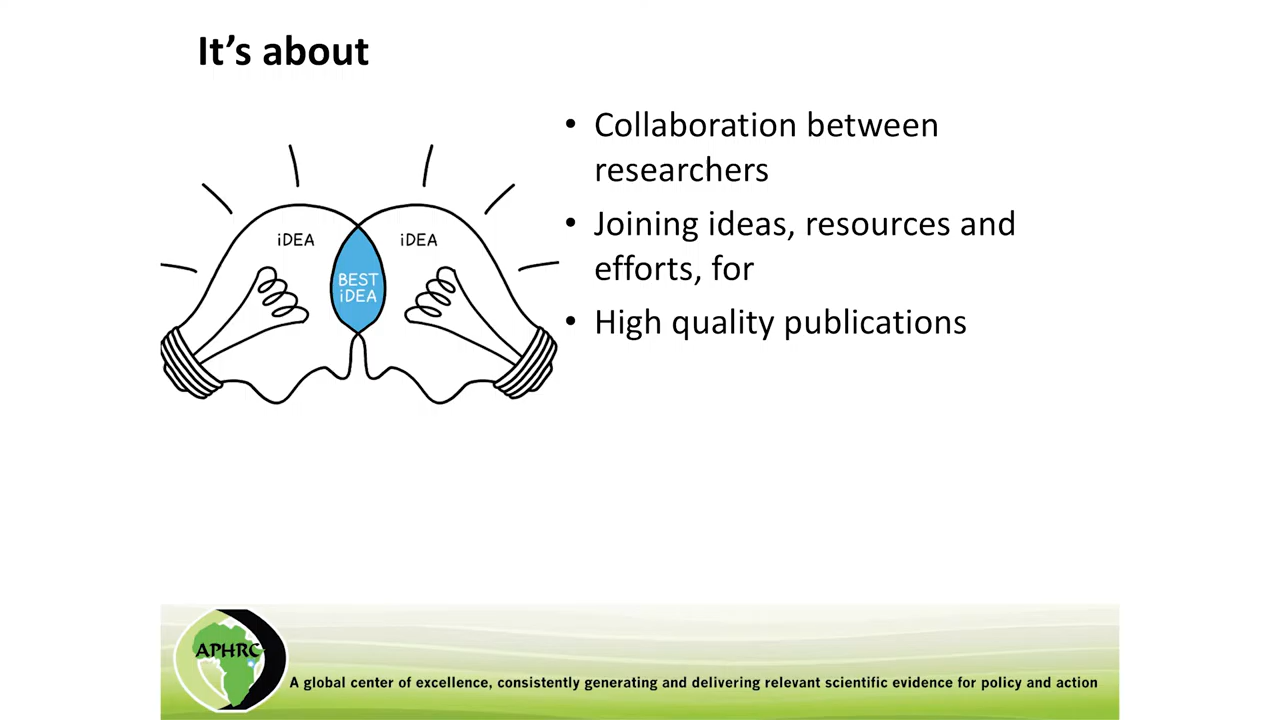 It's about
iDEA
iDEA
BEST
iDEA
• Collaboration between
researchers
• Joining ideas, resources and
efforts, for
• High quality publications
APHRC
A global center of excellence, consistently generating and delivering relevant scientific evidence for policy and action